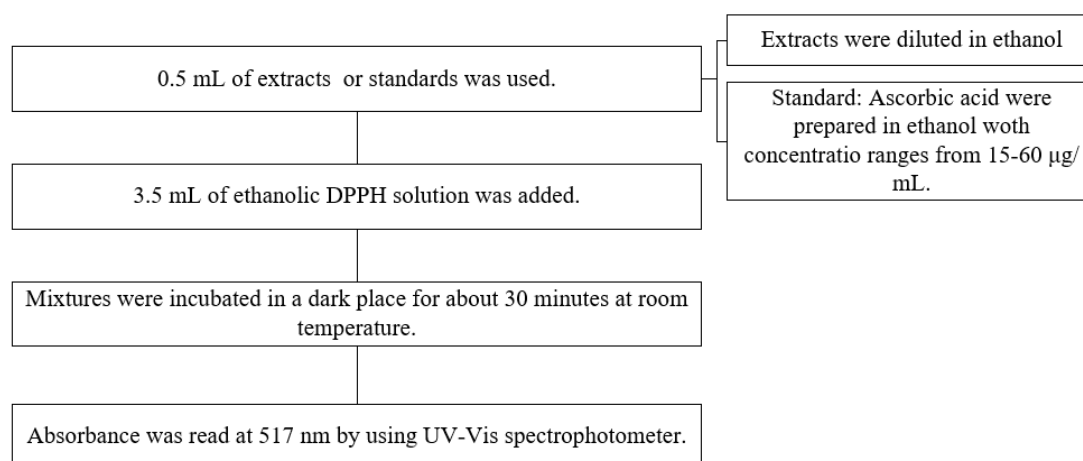 0.5 mL of extracts or standards was used.
Extracts were diluted in ethanol
Standard: Ascorbic acid were
prepared in ethanol woth
concentratio ranges from 15-60 µg/
mL.
3.5 mL of ethanolic DPPH solution was added.
Mixtures were incubated in a dark place for about 30 minutes at room
temperature.
Absorbance was read at 517 nm by using UV-Vis spectrophotometer.